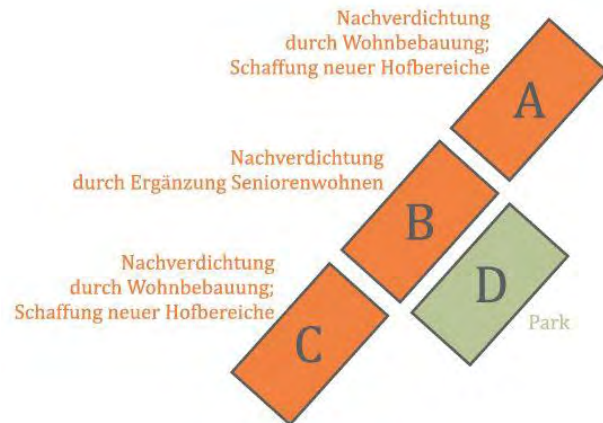 Nachverdichtung
durch Wohnbebauung;
Schaffung neuer Hofbereiche
A
Nachverdichtung
durch Ergänzung Seniorenwohnen
B
Nachverdichtung
durch Wohnbebauung;
Schaffung neuer Hofbereiche
C
D
Park